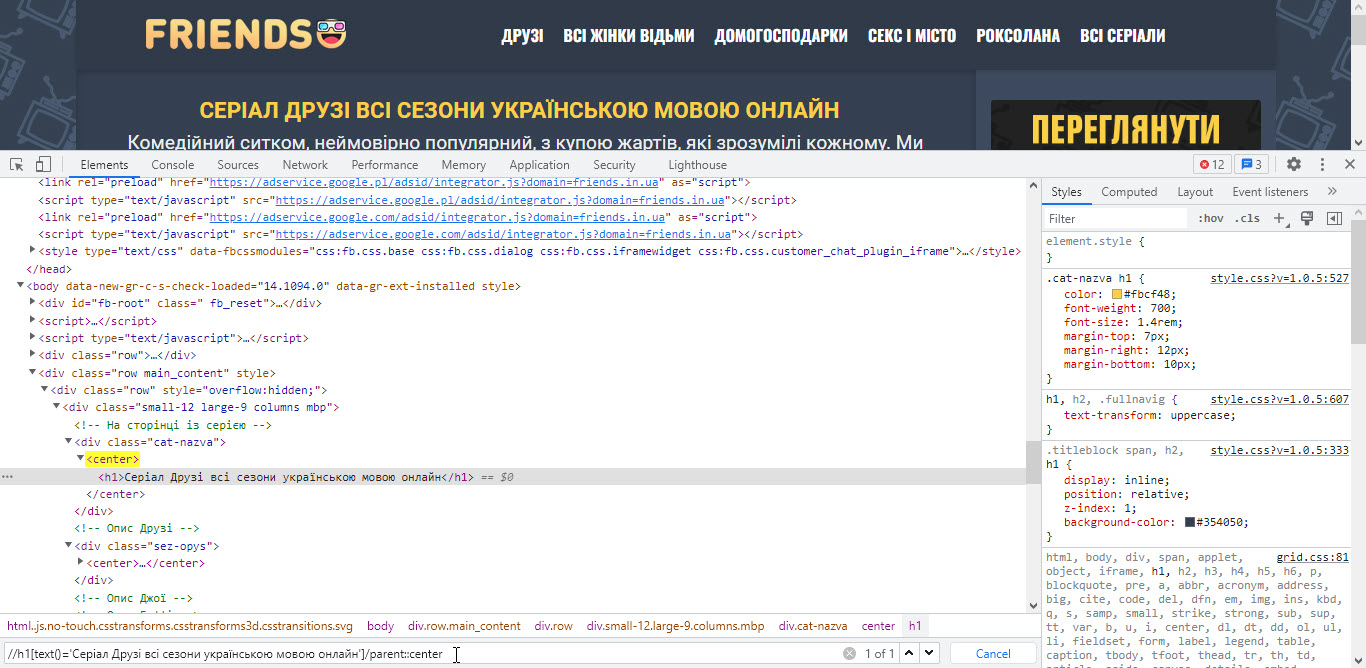 FRIENDS
ДРУЗІ ВСІ ЖІНКИ ВІДЬМИ ДОМОГОСПОДАРКИ СЕКС І МІСТО РОКСОЛАНА ВСІ СЕРІАЛИ
СЕРІАЛ ДРУЗІ ВСІ СЕЗОНИ УКРАЇНСЬКОЮ МОВОЮ ОНЛАЙН
Комедійний ситком, неймовірно популярний, з купою жартів, які зрозумілі кожному. Ми
ПЕРЕГЛЯНУТИ
Elements Console Sources Network Performance Memory Application Security Lighthouse 12 3
<link rel="preload" href="https://adservice.google.pl/adsid/integrator.js?domain=friends.in.ua" as="script">
<script type="text/javascript" src="https://adservice.google.pl/adsid/integrator.js?domain=friends.in.ua"></script>
<link rel="preload" href="https://adservice.google.com/adsid/integrator.js?domain=friends.in.ua" as="script">
<script type="text/javascript" src="https://adservice.google.com/adsid/integrator.js?domain=friends.in.ua"></script>
<style type="text/css" data-fbcssmodules="css:fb.css.base css:fb.css.dialog css:fb.css.iframewidget css:fb.css.customer_chat_plugin_iframe">…</style>
</head>
<body data-new-gr-c-s-check-loaded="14.1094.0" data-gr-ext-installed style>
<div id="fb-root" class=" fb_reset">…</div>
<script>…</script>
<script type="text/javascript">…</script>
<div class="row">…</div>
<div class="row main_content" style>
<div class="row" style="overflow:hidden;">
<div class="small-12 large-9 columns mbp">
<!-- На сторінці із серією -->
<div class="cat-nazva">
<center>
<h1>Серіал Друзі всі сезони українською мовою онлайн</h1> == $0
</center>
</div>
<!-- Опис Друзі -->
<div class="sez-opys">
<center>…</center>
</div>
<!-- Опис Джої -->
html.js.no-touch.csstransforms.csstransforms3d.csstransitions.svg body div.row.main_content div.row div.small-12.large-9.columns.mbp div.cat-nazva center h1
//h1[text()='Серіал Друзі всі сезони українською мовою онлайн']/parent::center 1 of 1 Cancel
Styles Computed Layout Event listeners
Filter :hov .cls
element.style {
}
.cat-nazva h1 { style.css?v=1.0.5:527
color: #fbcf48;
font-weight: 700;
font-size: 1.4rem;
margin-top: 7px;
margin-right: 12px;
margin-bottom: 10px;
}
h1, h2, .fullnavig { style.css?v=1.0.5:607
text-transform: uppercase;
}
.titleblock span, h2, style.css?v=1.0.5:333
h1 {
display: inline;
position: relative;
z-index: 1;
background-color: #354050;
}
html, body, div, span, applet, grid.css:81
object, iframe, h1, h2, h3, h4, h5, h6, p,
blockquote, pre, a, abbr, acronym, address,
big, cite, code, del, dfn, em, img, ins, kbd,
q, s, samp, small, strike, strong, sub, sup,
tt, var, b, u, i, center, dl, dt, dd, ol, ul,
li, fieldset, form, label, legend, table,
caption, tbody, tfoot, thead, tr, th, td,